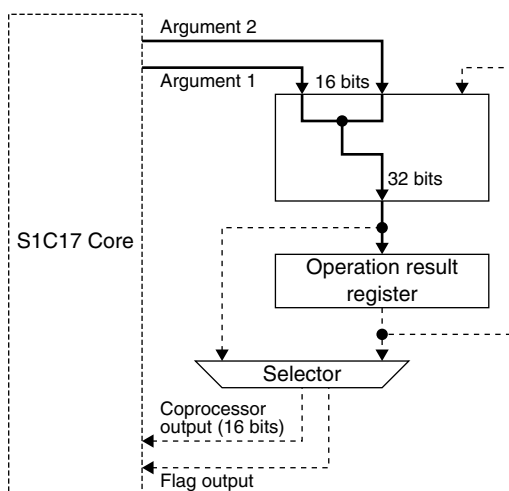 Argument 2
Argument 1
16 bits
32 bits
S1C17 Core
Operation result
register
Selector
Coprocessor
output (16 bits)
Flag output